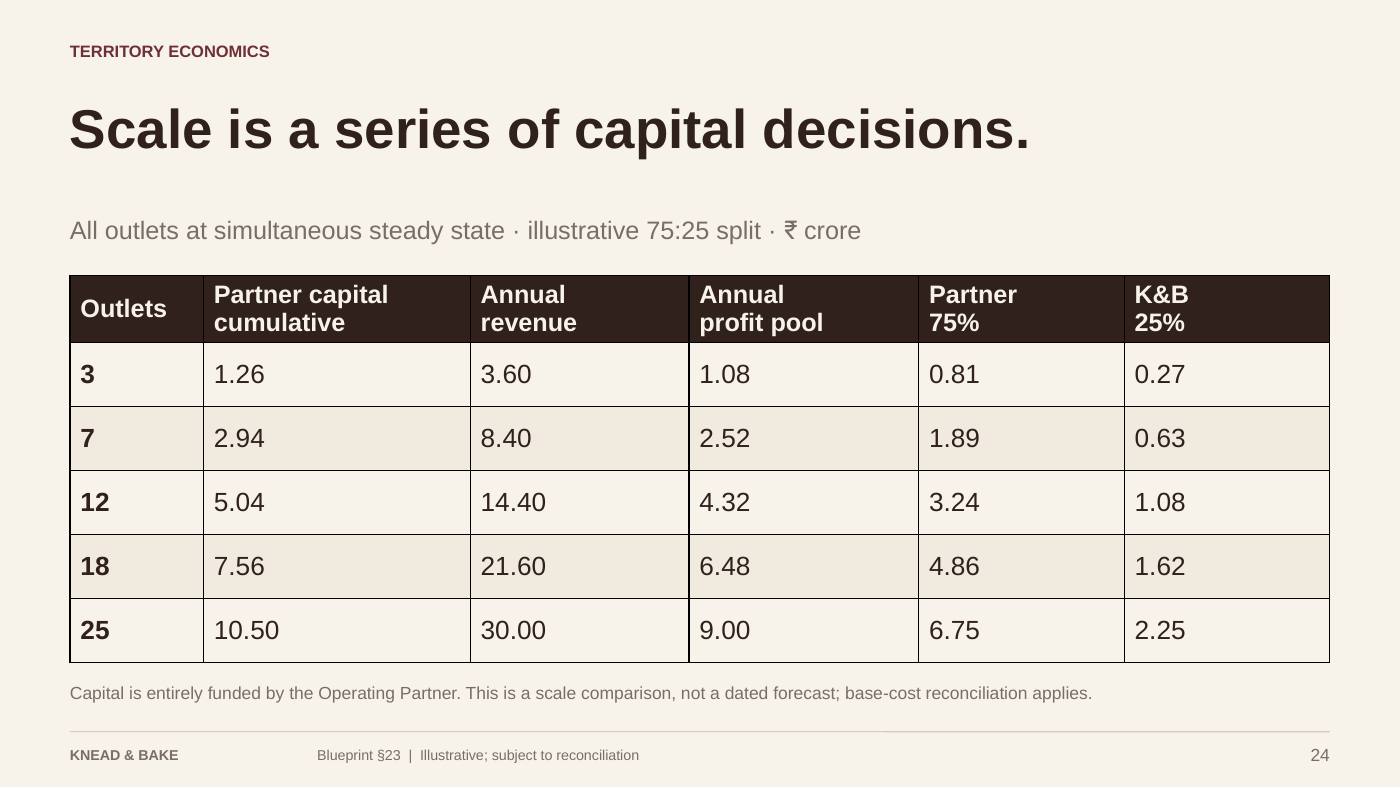 TERRITORY ECONOMICS
Scale is a series of capital decisions.
All outlets at simultaneous steady state · illustrative 75:25 split · ₹ crore
Outlets | Partner capital cumulative | Annual revenue | Annual profit pool | Partner 75% | K&B 25%
3 | 1.26 | 3.60 | 1.08 | 0.81 | 0.27
7 | 2.94 | 8.40 | 2.52 | 1.89 | 0.63
12 | 5.04 | 14.40 | 4.32 | 3.24 | 1.08
18 | 7.56 | 21.60 | 6.48 | 4.86 | 1.62
25 | 10.50 | 30.00 | 9.00 | 6.75 | 2.25
Capital is entirely funded by the Operating Partner. This is a scale comparison, not a dated forecast; base-cost reconciliation applies.
KNEAD & BAKE Blueprint §23 | Illustrative; subject to reconciliation 24